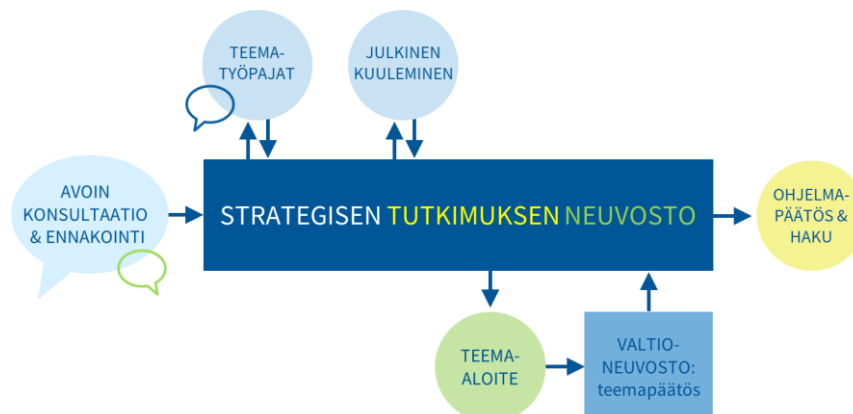 TEEMA-
TYÖPAJAT
JULKINEN
KUULEMINEN
AVOIN
KONSULTAATIO
& ENNAKOINTI
STRATEGISEN TUTKIMUKSEN NEUVOSTO
OHJELMA-
PÄÄTÖS &
HAKU
TEEMA-
ALOITE
VALTIO-
NEUVOSTO:
teemapäätös